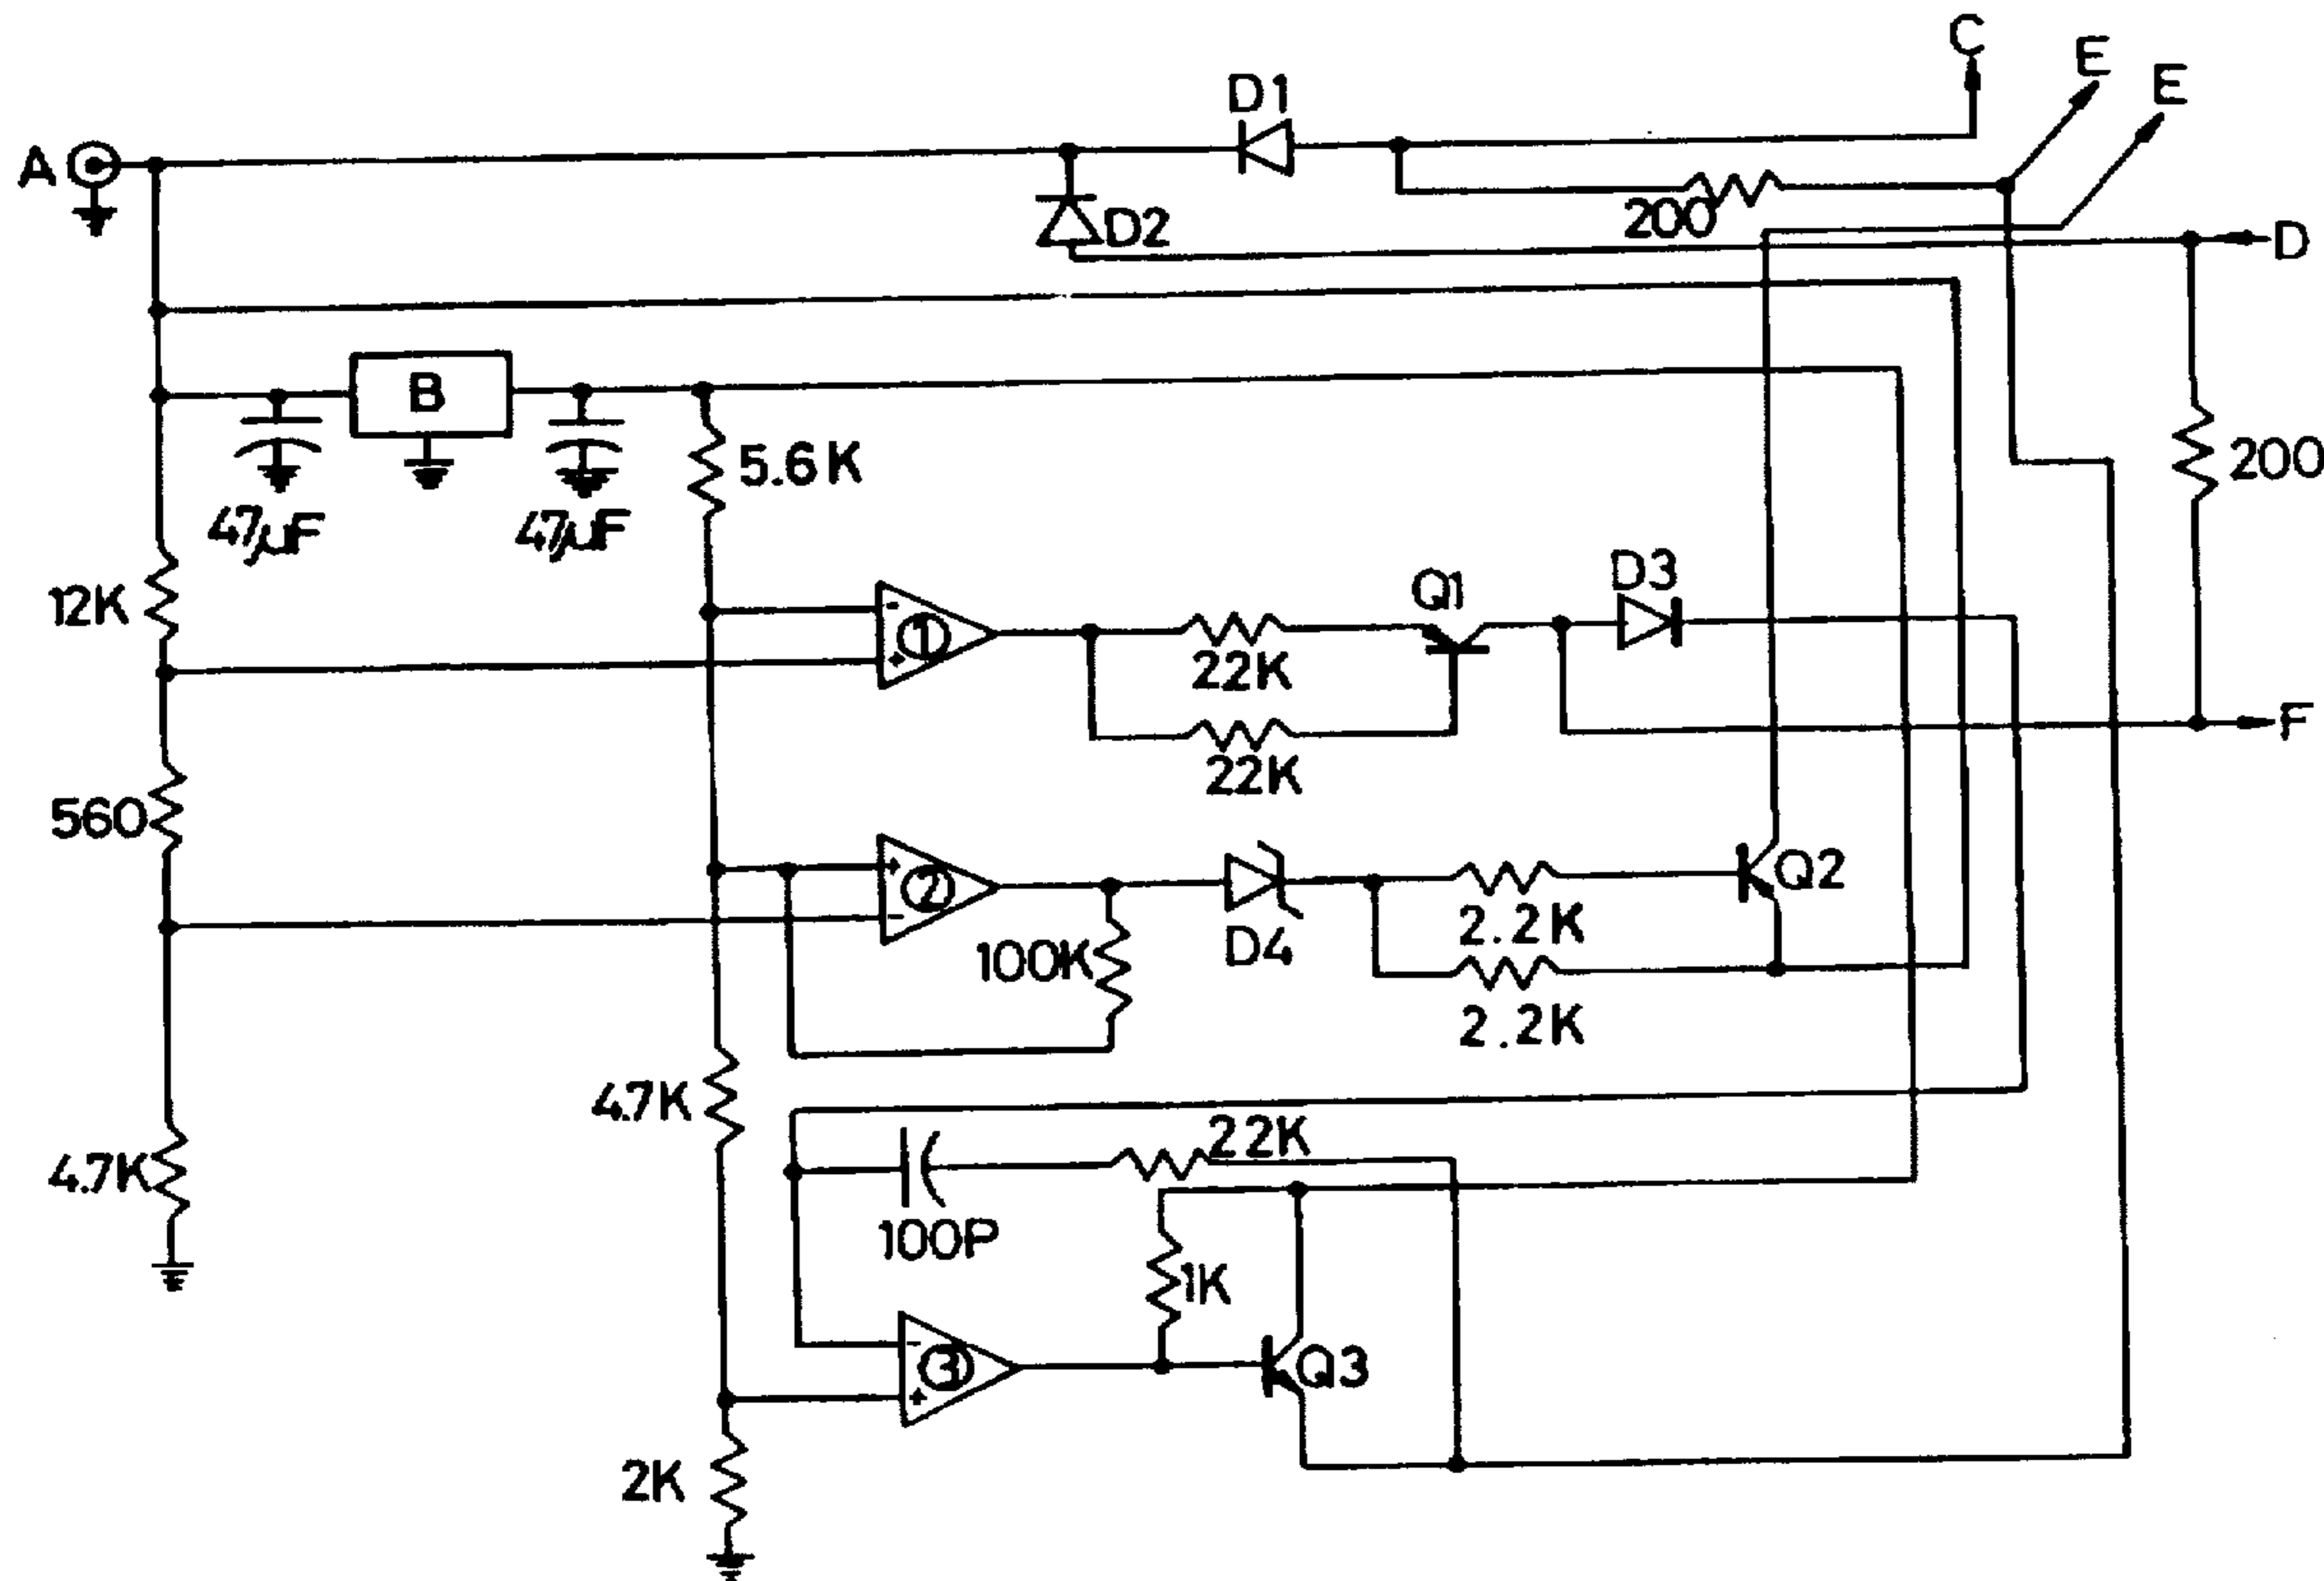 C
E
E
D1
A
D2
200
D
B
5.6K
200
47µF
47µF
Q1
D3
12K
-
1
+
22K
F
22K
560
+
2
-
Q2
D4
2.2K
100K
2.2K
4.7K
22K
4.7K
100P
1K
-
3
+
Q3
2K